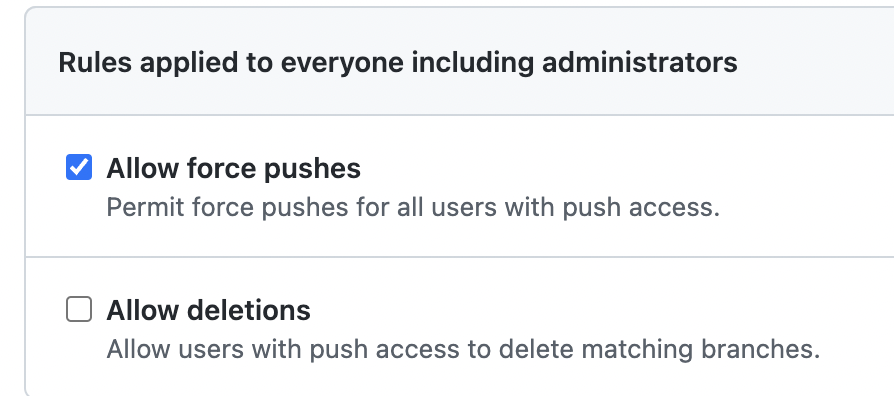 Rules applied to everyone including administrators
Allow force pushes
Permit force pushes for all users with push access.
Allow deletions
Allow users with push access to delete matching branches.